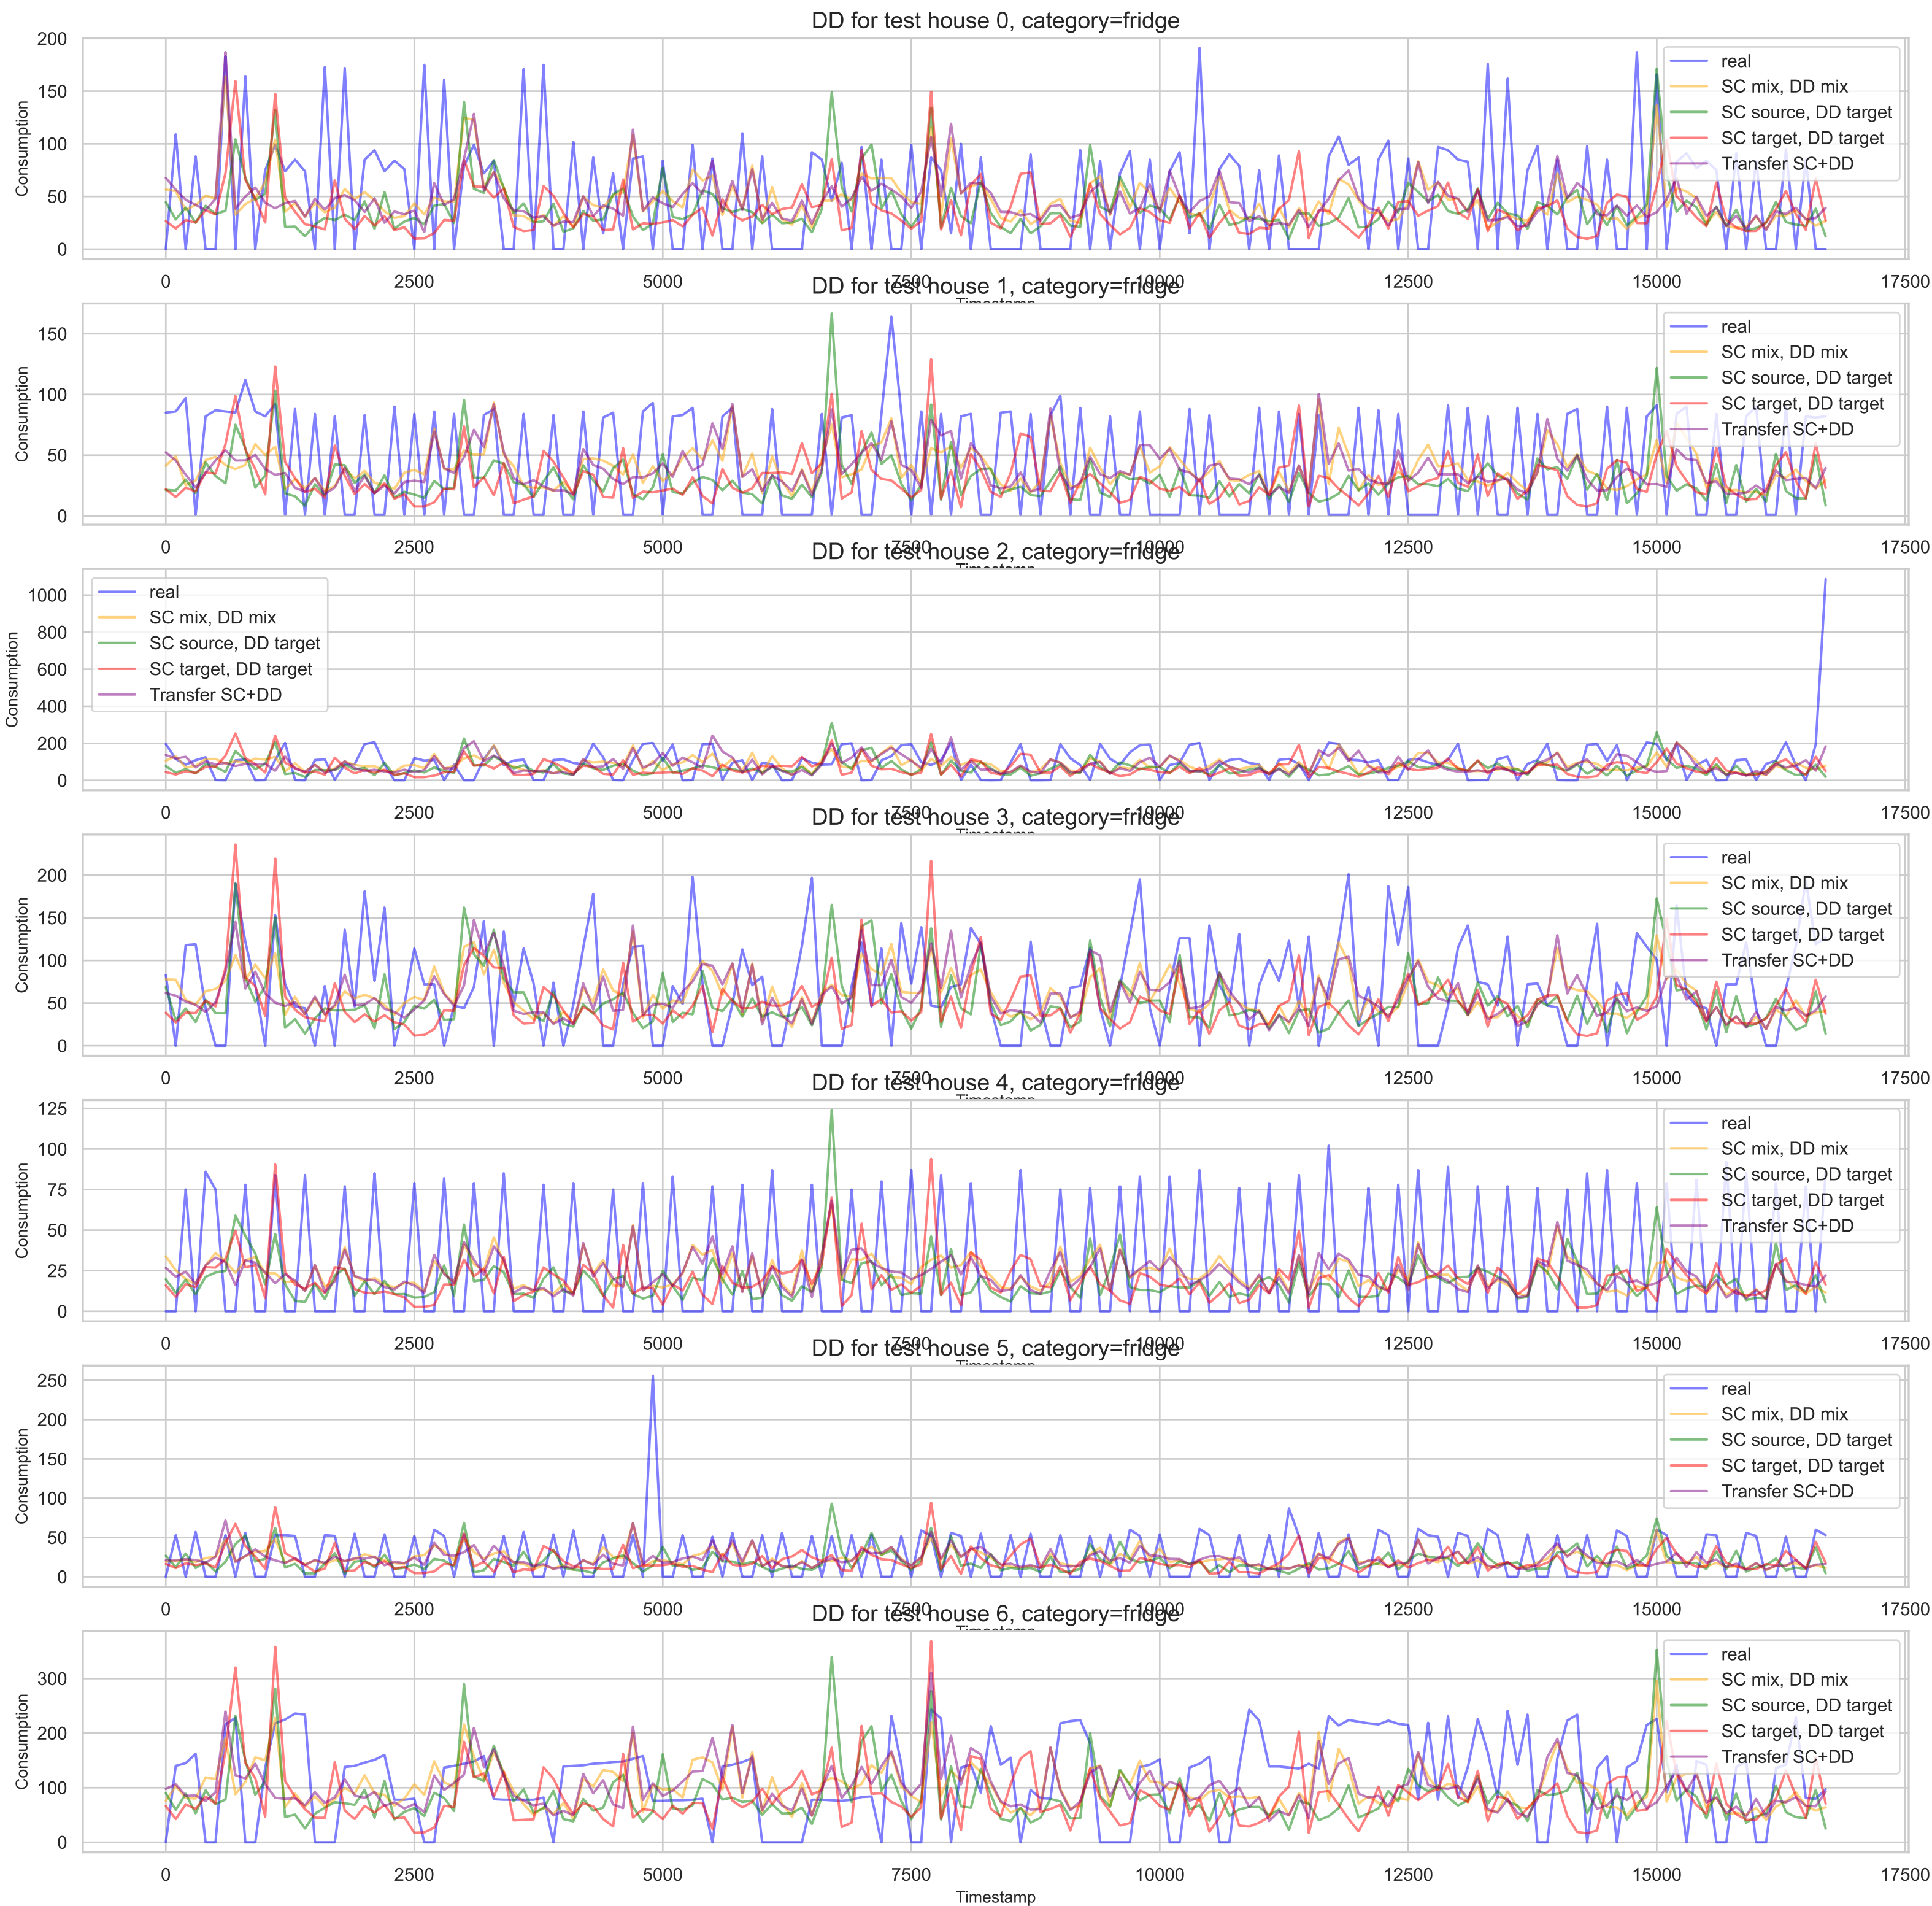 DD for test house 0, category=fridge
200
150
100
50
0
Consumption
real
SC mix, DD mix
SC source, DD target
SC target, DD target
Transfer SC+DD
0 2500 5000 7500 10000 12500 15000 17500
Timestamp
DD for test house 1, category=fridge
150
100
50
0
Consumption
real
SC mix, DD mix
SC source, DD target
SC target, DD target
Transfer SC+DD
0 2500 5000 7500 10000 12500 15000 17500
Timestamp
DD for test house 2, category=fridge
1000
800
600
400
200
0
Consumption
real
SC mix, DD mix
SC source, DD target
SC target, DD target
Transfer SC+DD
0 2500 5000 7500 10000 12500 15000 17500
Timestamp
DD for test house 3, category=fridge
200
150
100
50
0
Consumption
real
SC mix, DD mix
SC source, DD target
SC target, DD target
Transfer SC+DD
0 2500 5000 7500 10000 12500 15000 17500
Timestamp
DD for test house 4, category=fridge
125
100
75
50
25
0
Consumption
real
SC mix, DD mix
SC source, DD target
SC target, DD target
Transfer SC+DD
0 2500 5000 7500 10000 12500 15000 17500
Timestamp
DD for test house 5, category=fridge
250
200
150
100
50
0
Consumption
real
SC mix, DD mix
SC source, DD target
SC target, DD target
Transfer SC+DD
0 2500 5000 7500 10000 12500 15000 17500
Timestamp
DD for test house 6, category=fridge
300
200
100
0
Consumption
real
SC mix, DD mix
SC source, DD target
SC target, DD target
Transfer SC+DD
0 2500 5000 7500 10000 12500 15000 17500
Timestamp